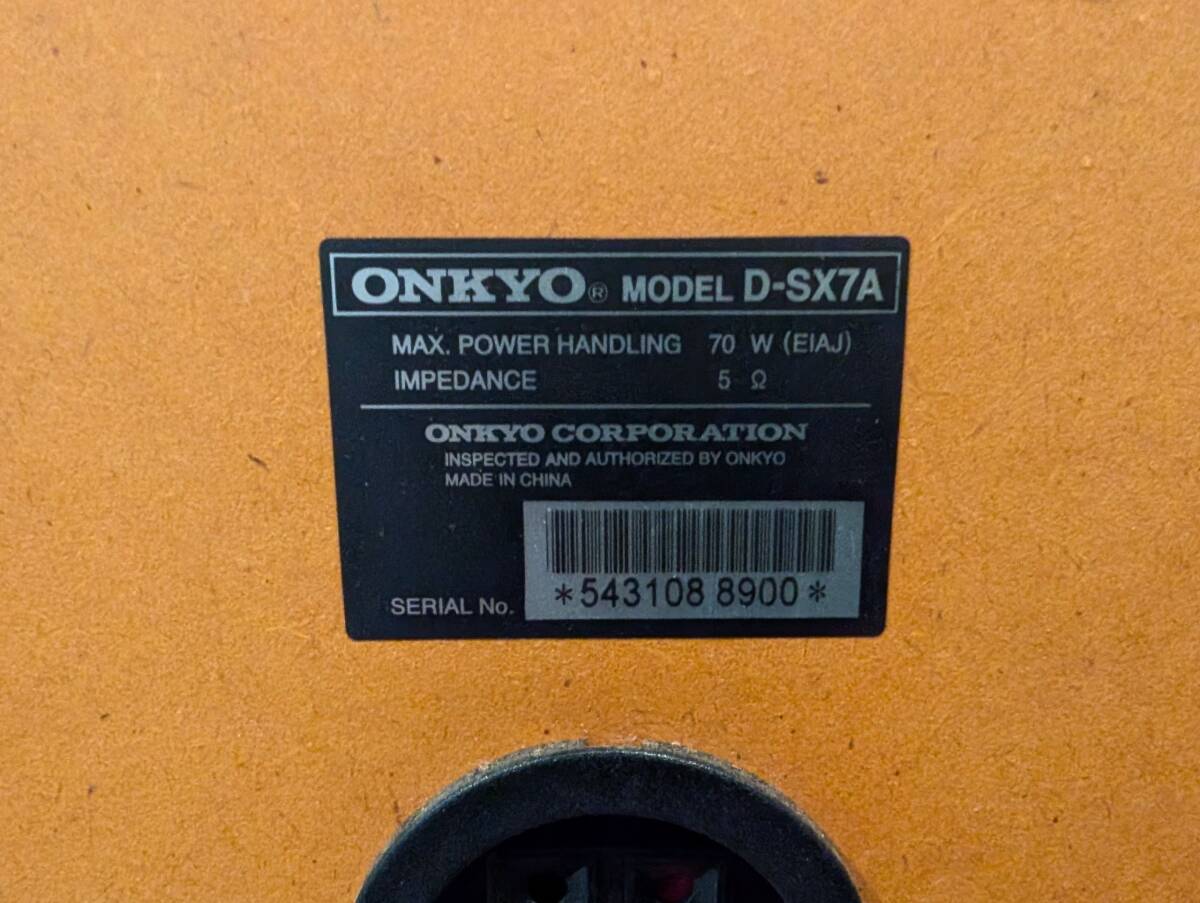 ONKYO® MODEL D-SX7A
MAX. POWER HANDLING 70 W (EIAJ)
IMPEDANCE 5 Ω
ONKYO CORPORATION
INSPECTED AND AUTHORIZED BY ONKYO
MADE IN CHINA
SERIAL No. *543108 8900*